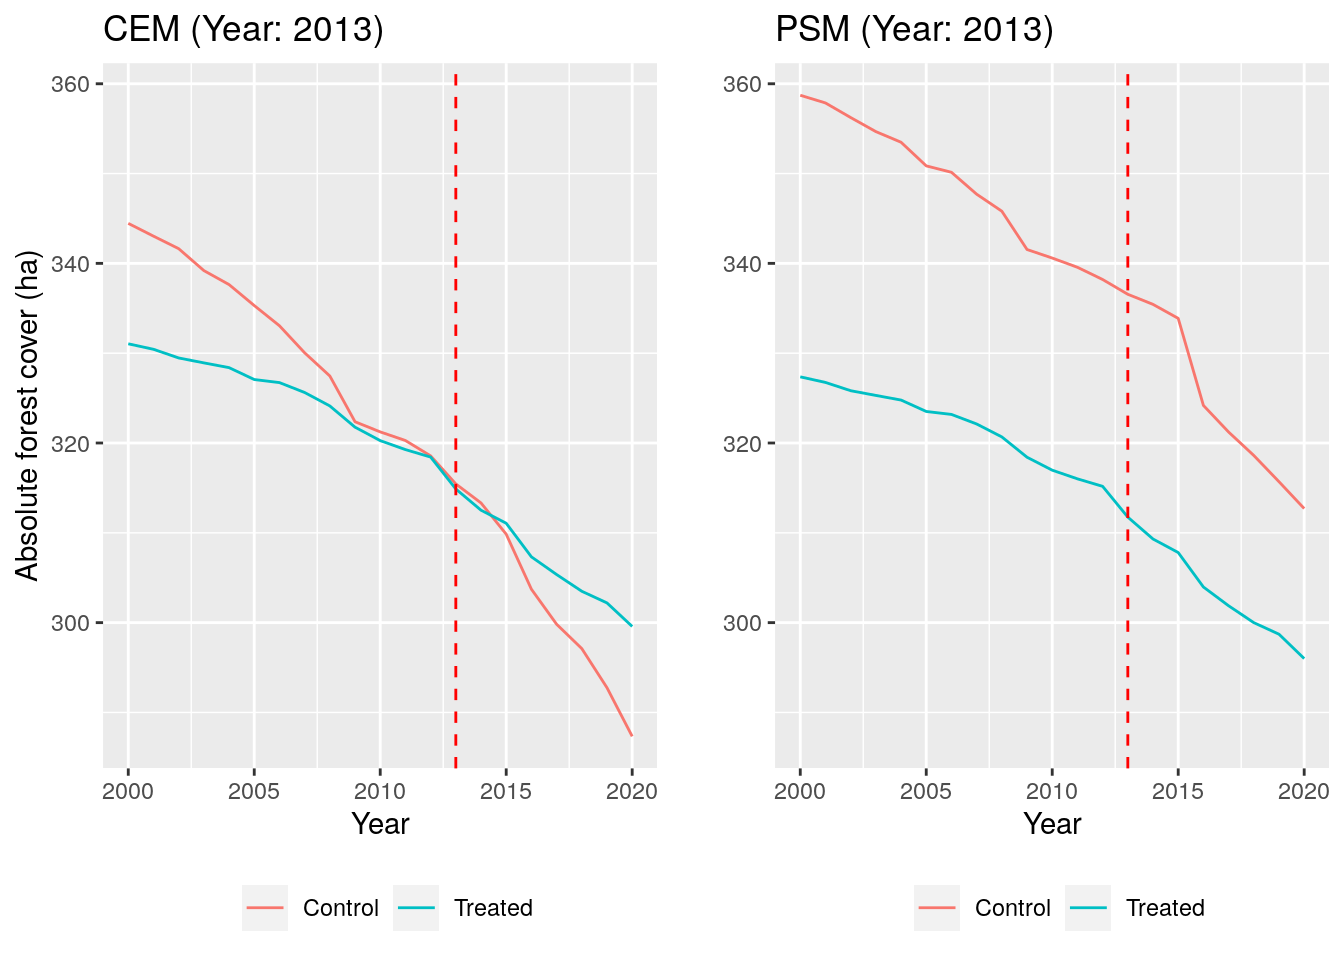 CEM (Year: 2013)
Absolute forest cover (ha)
360
340
320
300
2000 2005 2010 2015 2020
Year
Control Treated
PSM (Year: 2013)
360
340
320
300
2000 2005 2010 2015 2020
Year
Control Treated